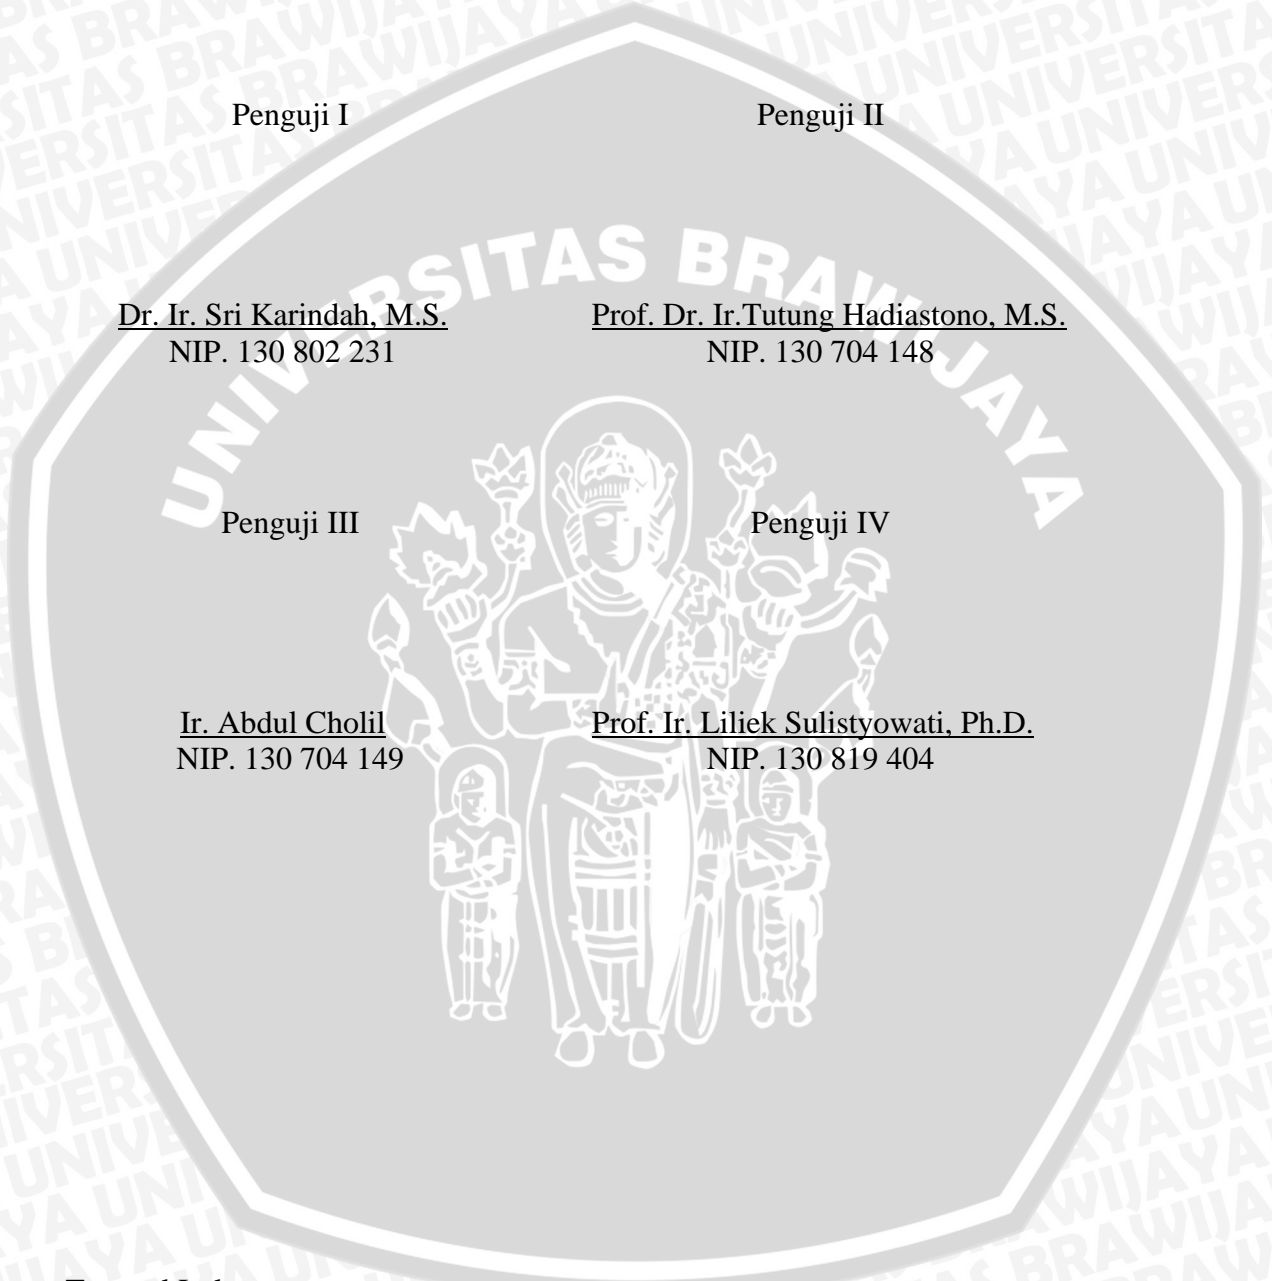 Penguji I Penguji II
UNIVERSITAS BRAWIJAYA
Dr. Ir. Sri Karindah, M.S. Prof. Dr. Ir.Tutung Hadiastono, M.S.
NIP. 130 802 231 NIP. 130 704 148
Penguji III Penguji IV
Ir. Abdul Cholil Prof. Ir. Liliek Sulistyowati, Ph.D.
NIP. 130 704 149 NIP. 130 819 404